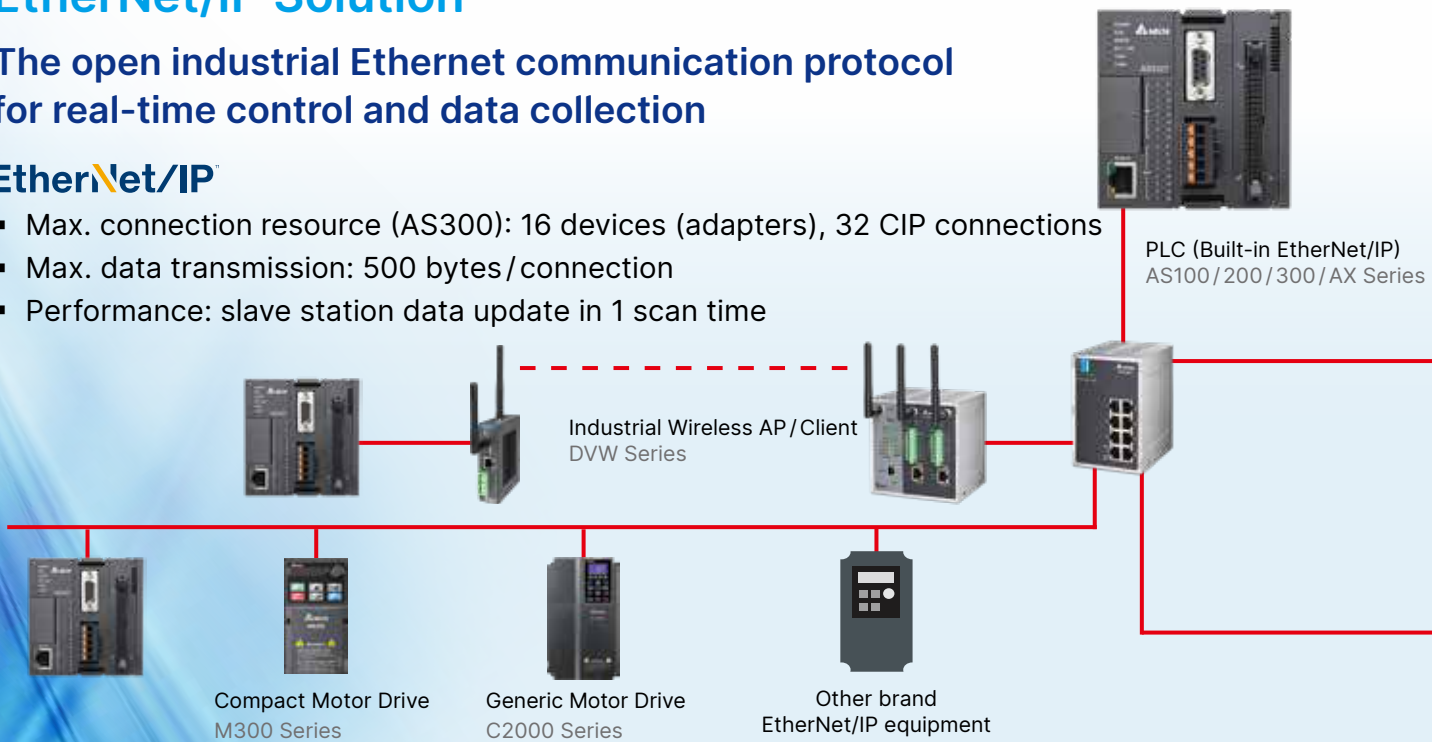 EtherNet/IP Solution
The open industrial Ethernet communication protocol
for real-time control and data collection
EtherNet/IP
▪ Max. connection resource (AS300): 16 devices (adapters), 32 CIP connections
▪ Max. data transmission: 500 bytes/connection
▪ Performance: slave station data update in 1 scan time
PLC (Built-in EtherNet/IP)
AS100/200/300/AX Series
Industrial Wireless AP/Client
DVW Series
Compact Motor Drive
M300 Series
Generic Motor Drive
C2000 Series
Other brand
EtherNet/IP equipment